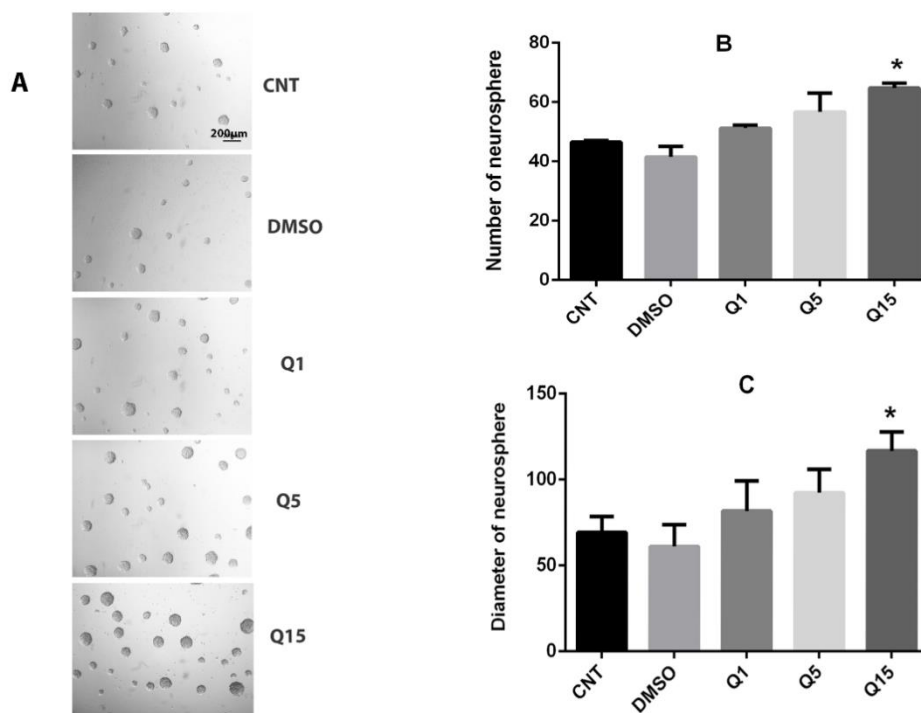 A
CNT
200µm
DMSO
Q1
Q5
Q15
B
Number of neurosphere
80
60
40
20
0
*
CNT
DMSO
Q1
Q5
Q15
C
Diameter of neurosphere
150
100
50
0
*
CNT
DMSO
Q1
Q5
Q15